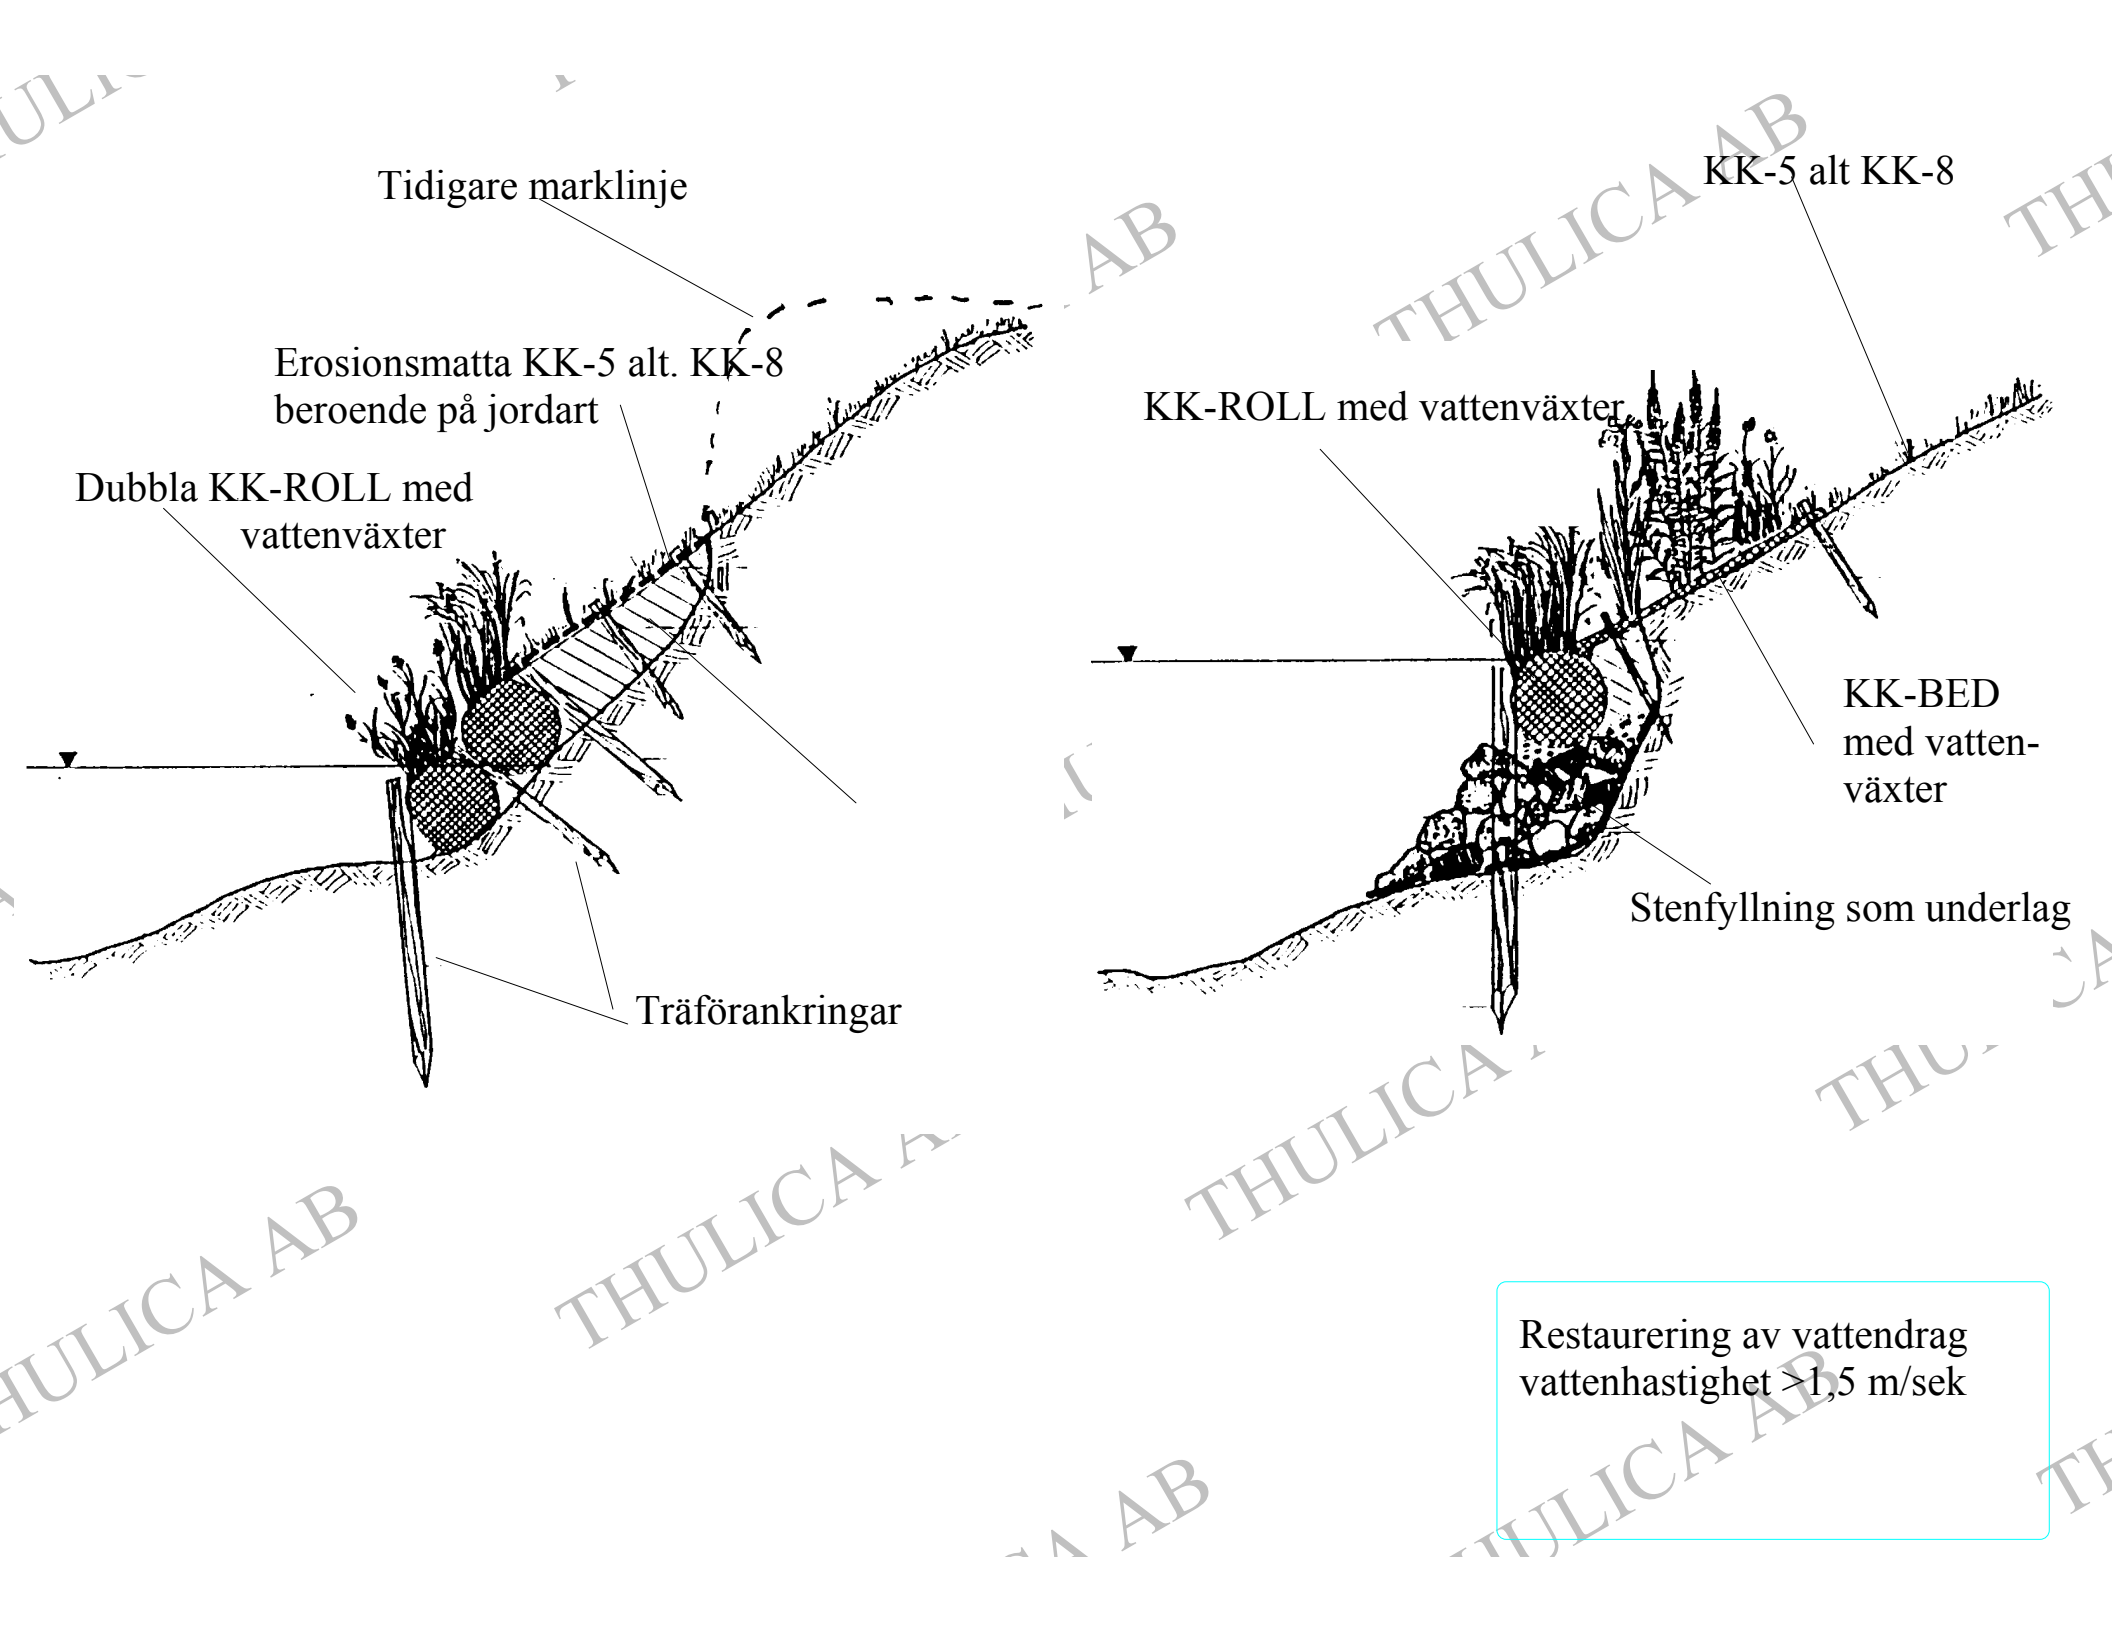 Tidigare marklinje
Erosionsmatta KK-5 alt. KK-8
beroende på jordart
Dubbla KK-ROLL med
vattenväxter
Träförankringar
KK-5 alt KK-8
KK-ROLL med vattenväxter
KK-BED
med vatten-
växter
Stenfyllning som underlag
Restaurering av vattendrag
vattenhastighet >1,5 m/sek
THULICA AB
THULICA AB
THULICA AB
THULICA AB